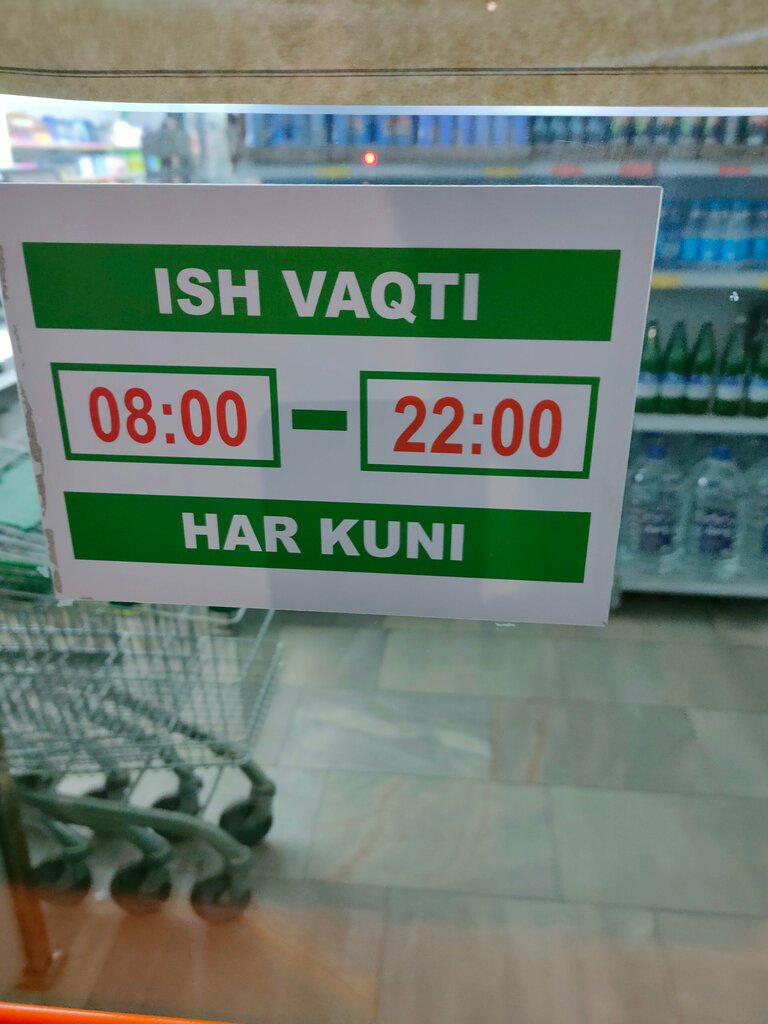 ISH VAQTI
08:00 - 22:00
HAR KUNI